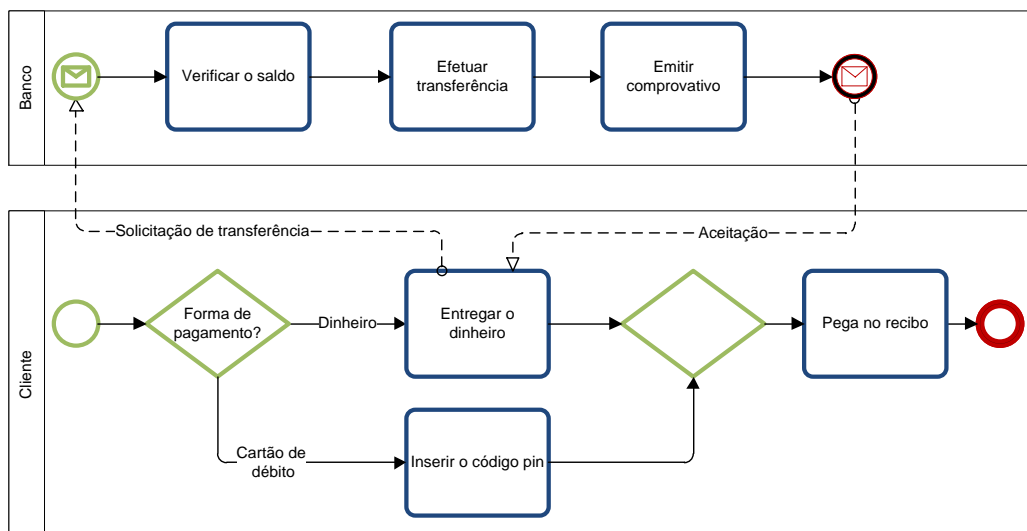 Banco
Verificar o saldo
Efetuar
transferência
Emitir
comprovativo
Solicitação de transferência
Aceitação
Cliente
Forma de
pagamento?
Dinheiro
Entregar o
dinheiro
Pega no recibo
Cartão de
débito
Inserir o código pin